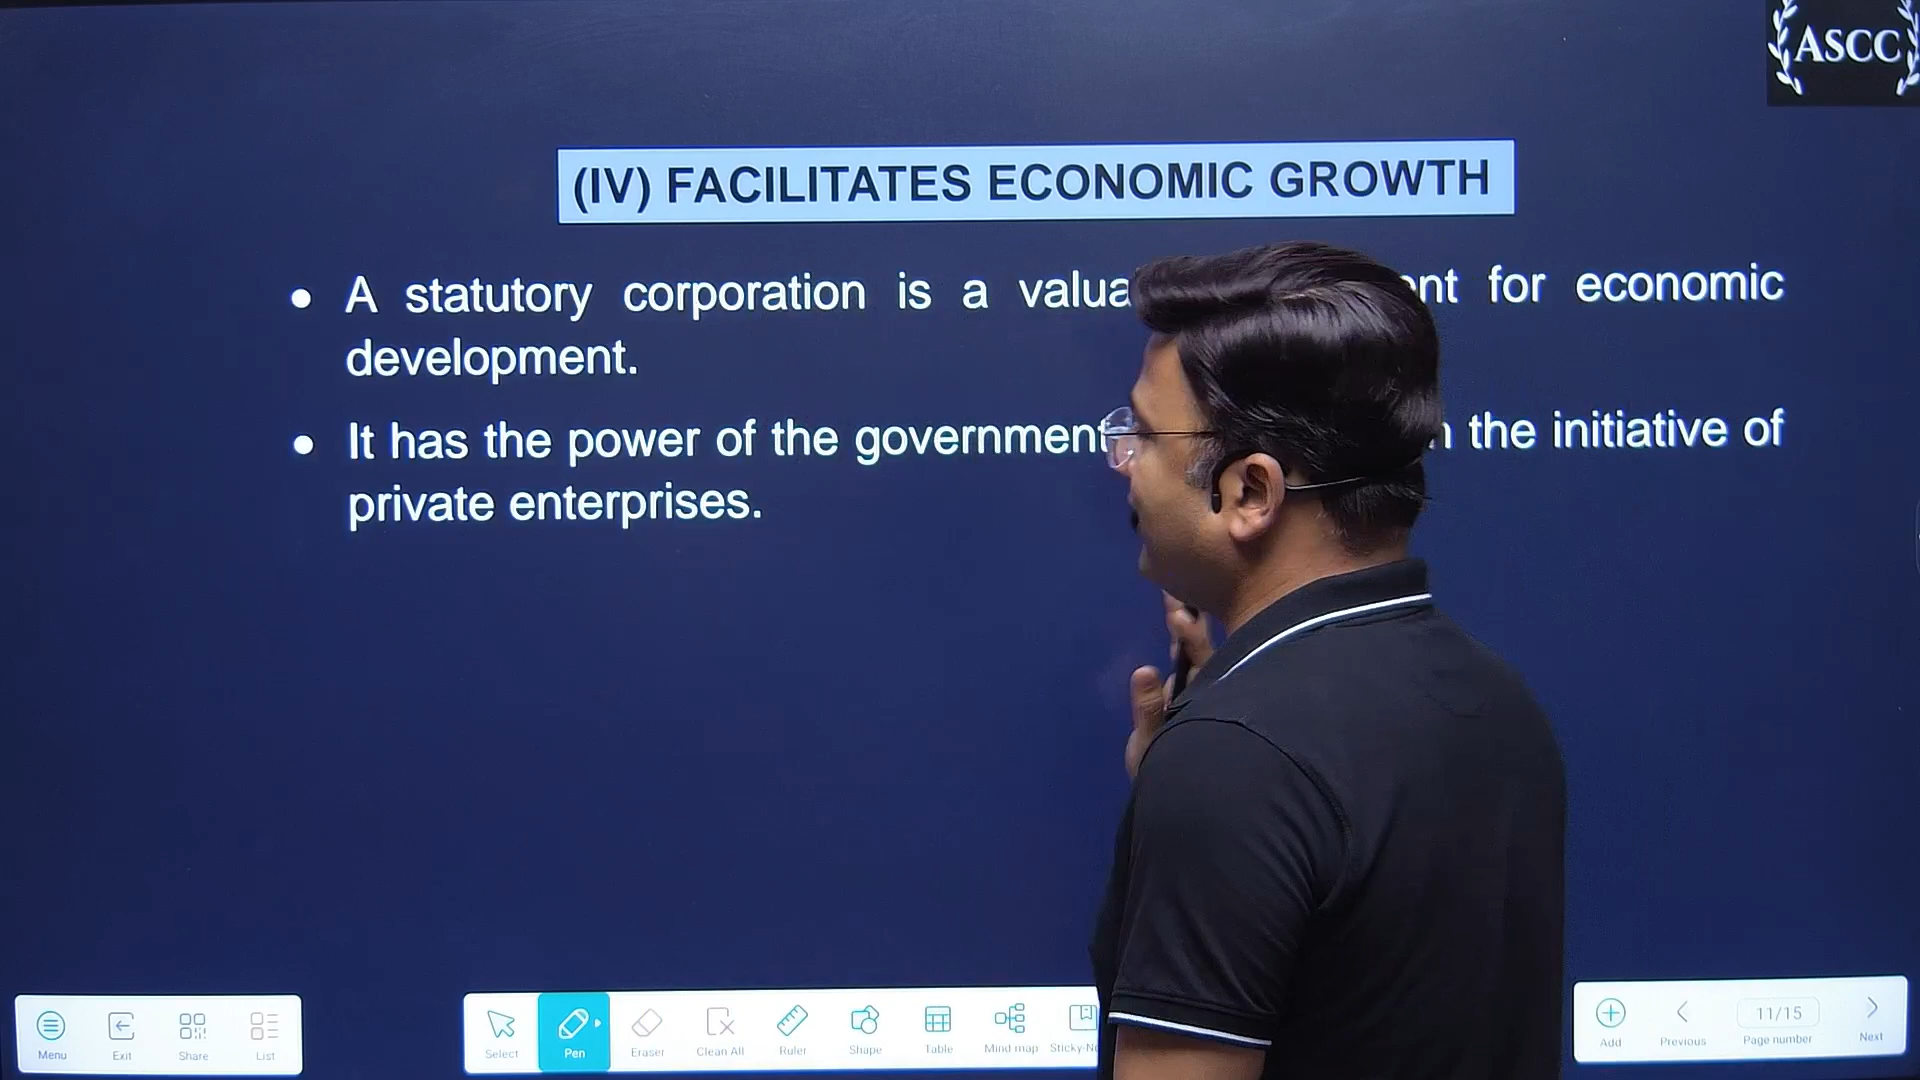 ASCC
(IV) FACILITATES ECONOMIC GROWTH
A statutory corporation is a for economic
development.
It has the power of the government the initiative of
private enterprises.
Menu Exit Share List
Select Pen Eraser Clean All Ruler Shape Table Mind map
Add Previous 11/15 Page number Next